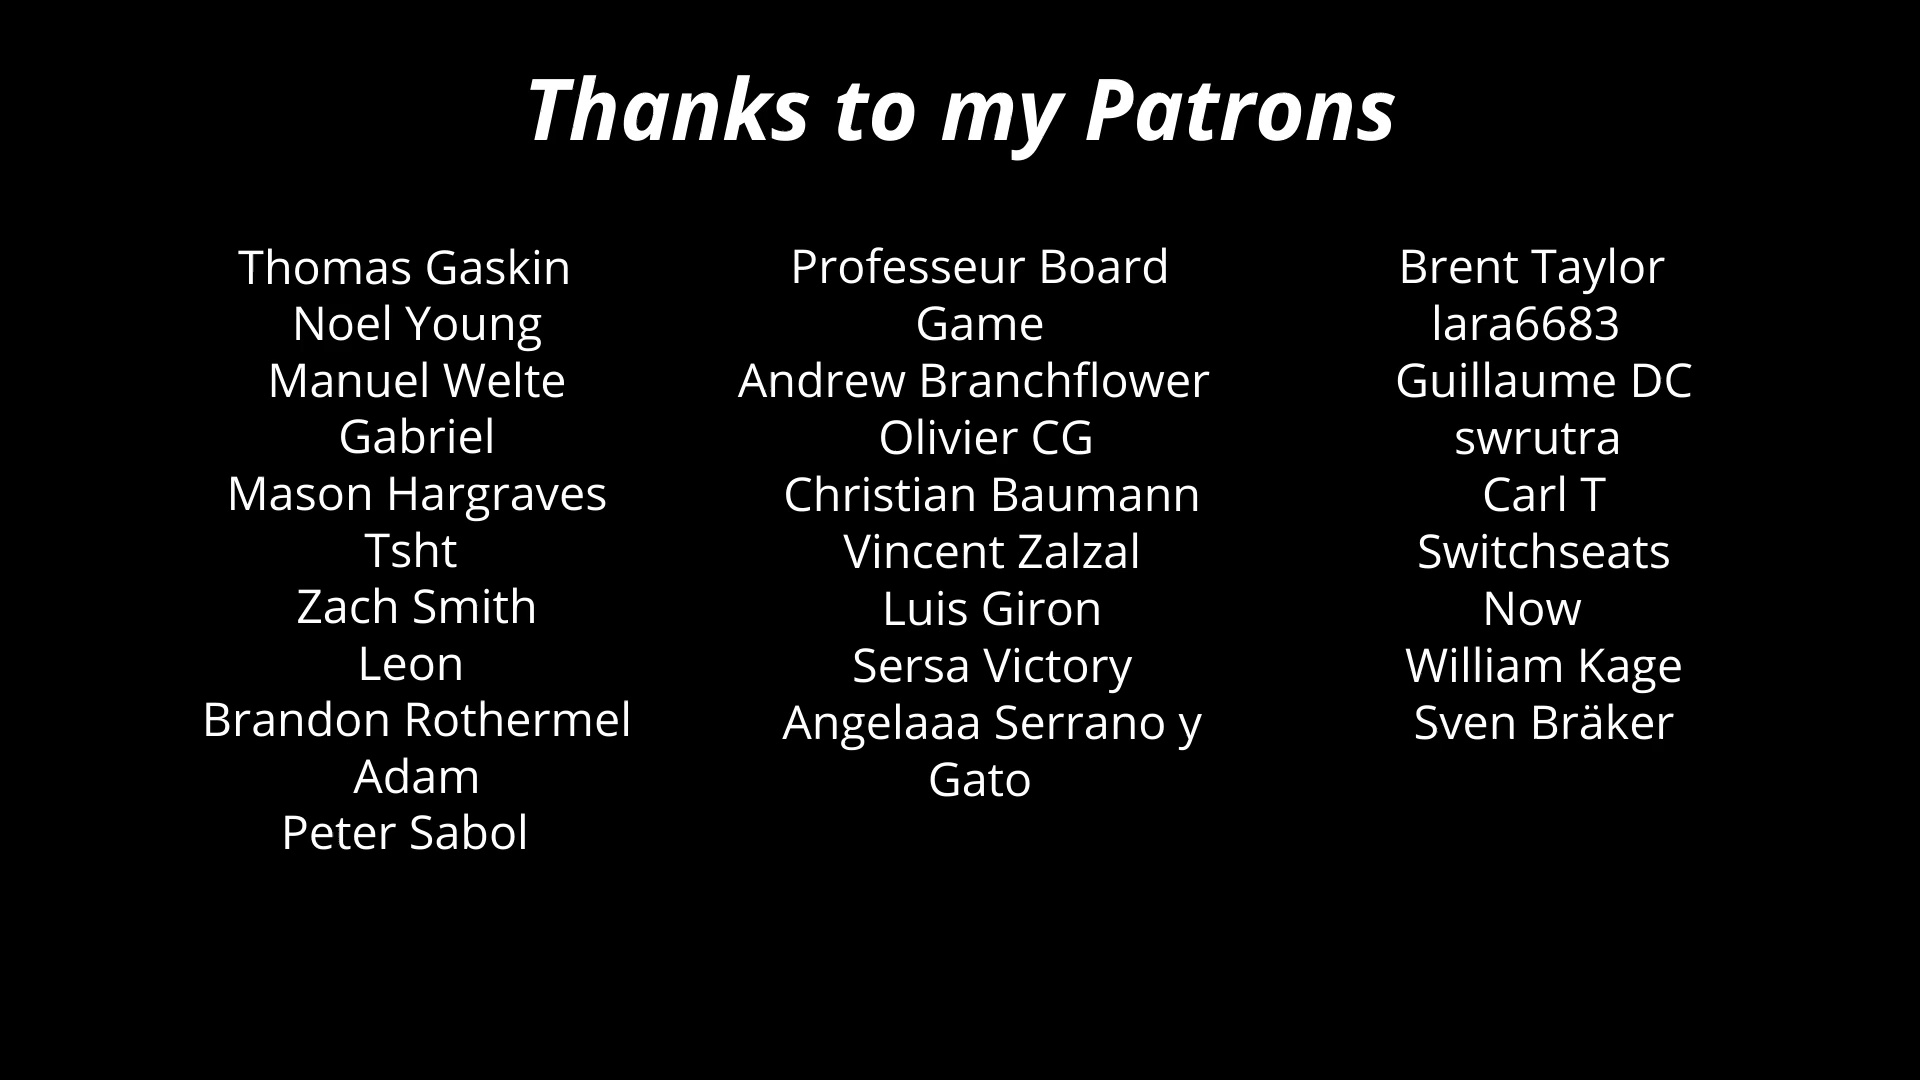 Thanks to my Patrons
Thomas Gaskin
Noel Young
Manuel Welte
Gabriel
Mason Hargraves
Tsht
Zach Smith
Leon
Brandon Rothermel
Adam
Peter Sabol
Professeur Board
Game
Andrew Branchflower
Olivier CG
Christian Baumann
Vincent Zalzal
Luis Giron
Sersa Victory
Angelaaa Serrano y
Gato
Brent Taylor
lara6683
Guillaume DC
swrutra
Carl T
Switchseats
Now
William Kage
Sven Bräker